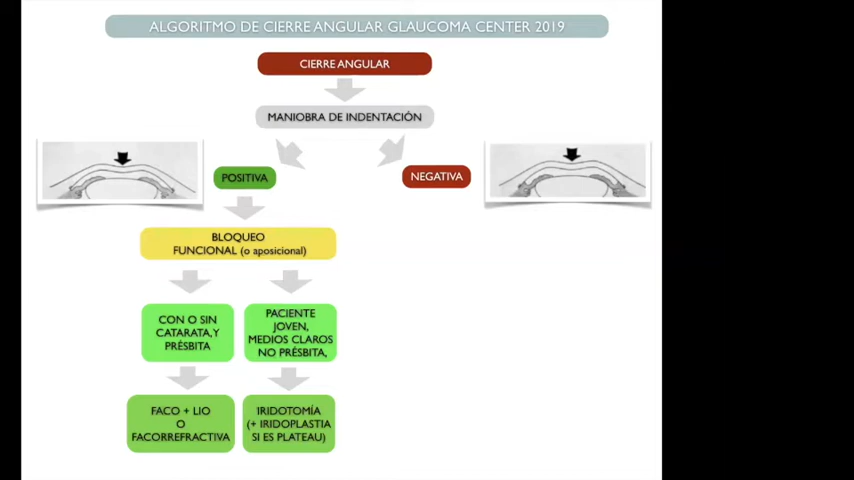 ALGORITMO DE CIERRE ANGULAR GLAUCOMA CENTER 2019
CIERRE ANGULAR
MANIOBRA DE INDENTACIÓN
POSITIVA
NEGATIVA
BLOQUEO
FUNCIONAL (o aposicional)
CON O SIN
CATARATA, Y
PRÉSBITA
PACIENTE
JOVEN,
MEDIOS CLAROS
NO PRÉSBITA,
FACO + LIO
O
FACORREFRACTIVA
IRIDOTOMÍA
(+ IRIDOPLASTIA
SI ES PLATEAU)